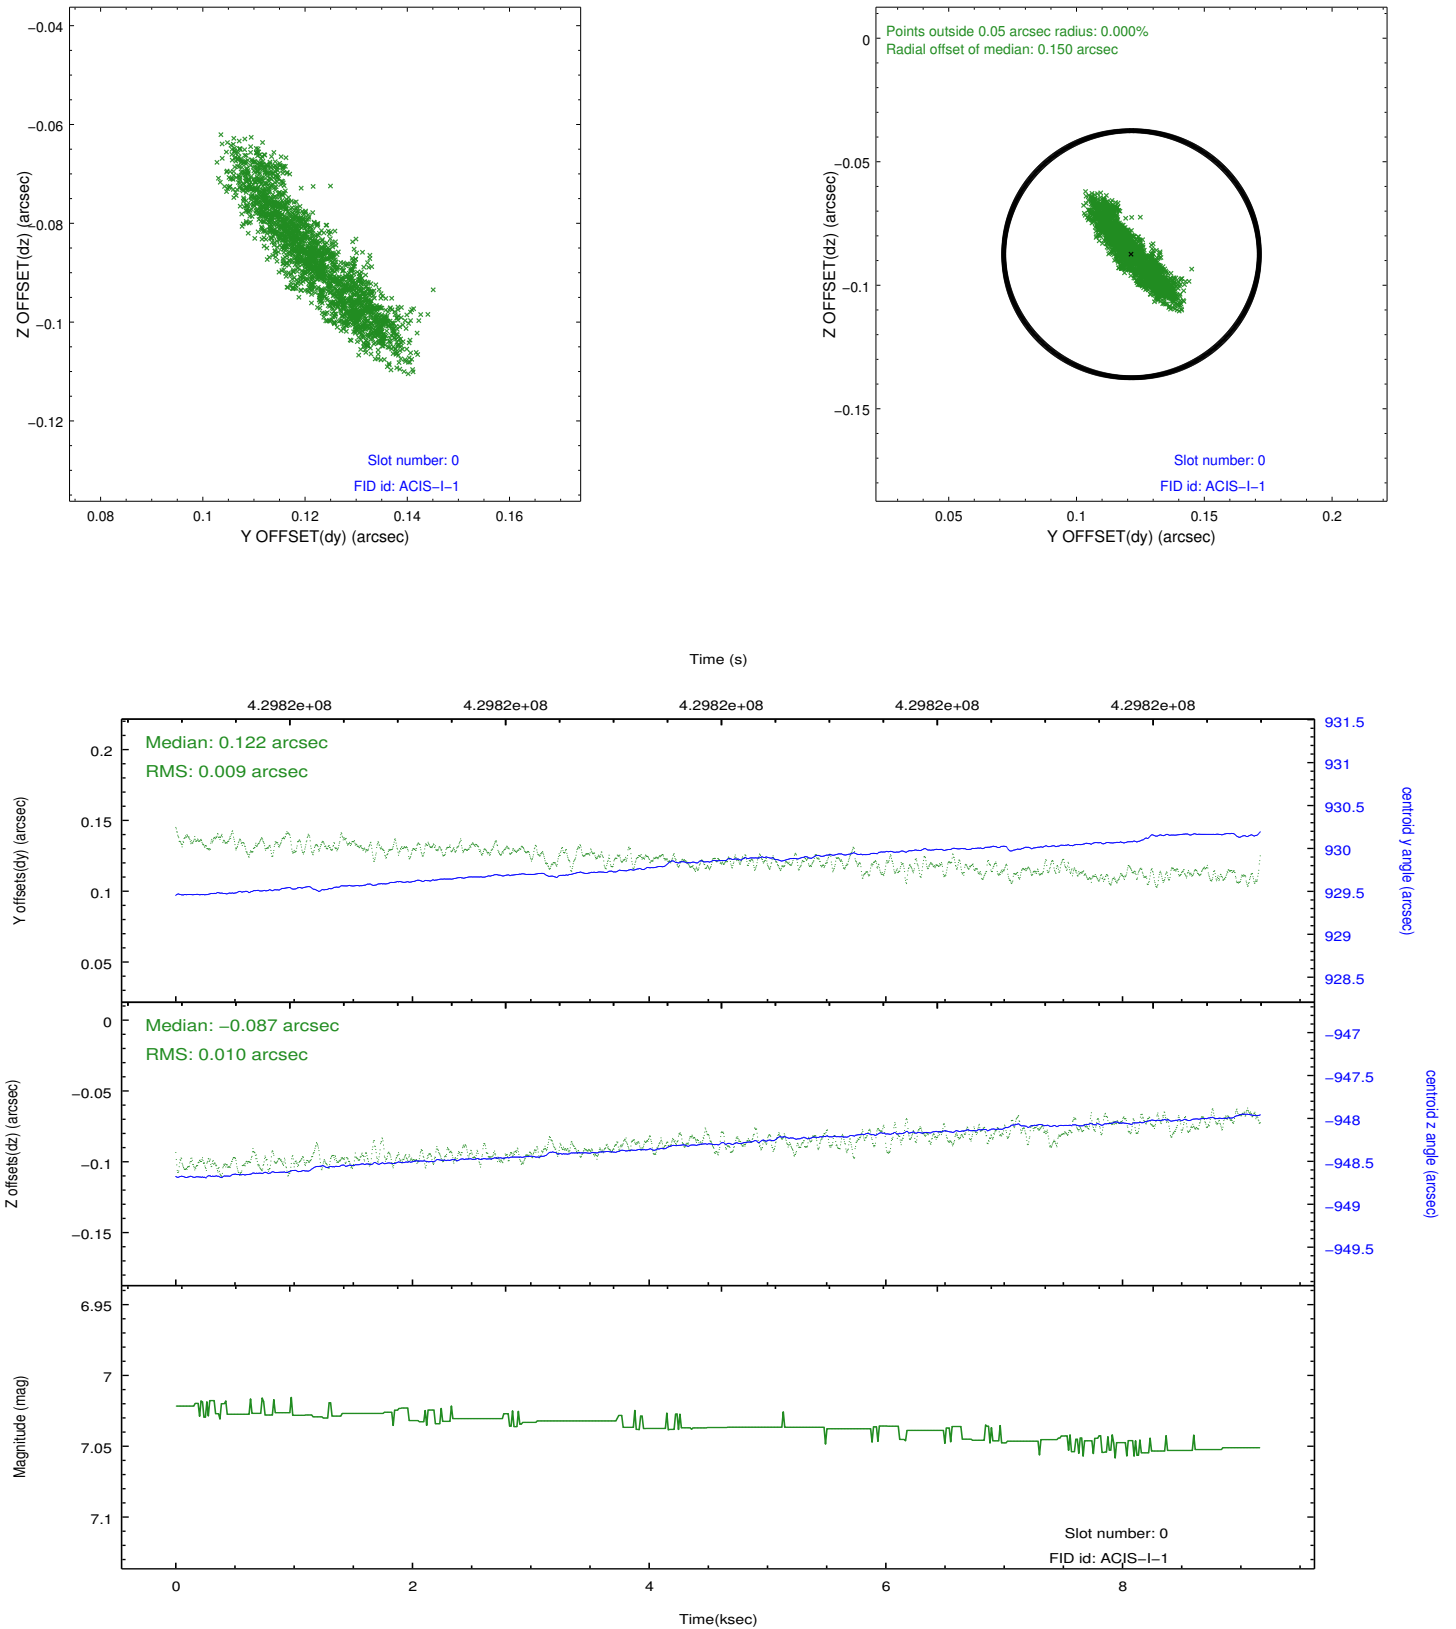 −0.04
−0.06
−0.08
−0.1
−0.12
Z OFFSET(dz) (arcsec)
Slot number: 0
FID id: ACIS−I−1
0.08
0.1
0.12
0.14
0.16
Y OFFSET(dy) (arcsec)
Points outside 0.05 arcsec radius: 0.000%
Radial offset of median: 0.150 arcsec
0
−0.05
−0.1
−0.15
Z OFFSET(dz) (arcsec)
Slot number: 0
FID id: ACIS−I−1
0.05
0.1
0.15
0.2
Y OFFSET(dy) (arcsec)
Time (s)
4.2982e+08
4.2982e+08
4.2982e+08
4.2982e+08
4.2982e+08
Median: 0.122 arcsec
RMS: 0.009 arcsec
0.2
0.15
0.1
0.05
Y offsets(dy) (arcsec)
931.5
931
930.5
930
929.5
929
928.5
centroid y angle (arcsec)
Median: −0.087 arcsec
RMS: 0.010 arcsec
0
−0.05
−0.1
−0.15
Z offsets(dz) (arcsec)
−947
−947.5
−948
−948.5
−949
−949.5
centroid z angle (arcsec)
6.95
7
7.05
7.1
Magnitude (mag)
Slot number: 0
FID id: ACIS−I−1
0
2
4
6
8
Time(ksec)